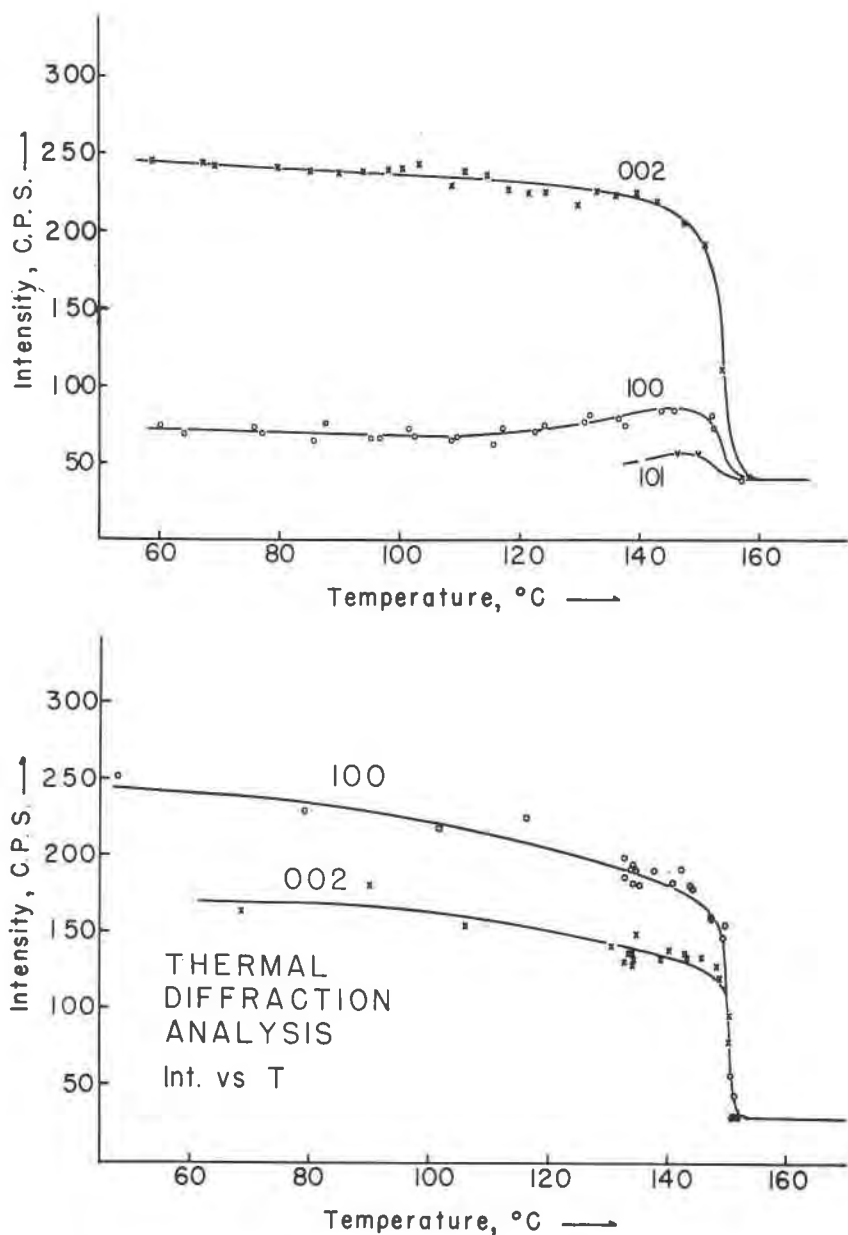 300
250
200
150
100
50
Intensity, C.P.S.
002
100
101
60 80 100 120 140 160
Temperature, °C
300
250
200
150
100
50
Intensity, C.P.S.
100
002
THERMAL
DIFFRACTION
ANALYSIS
Int. vs T
60 80 100 120 140 160
Temperature, °C